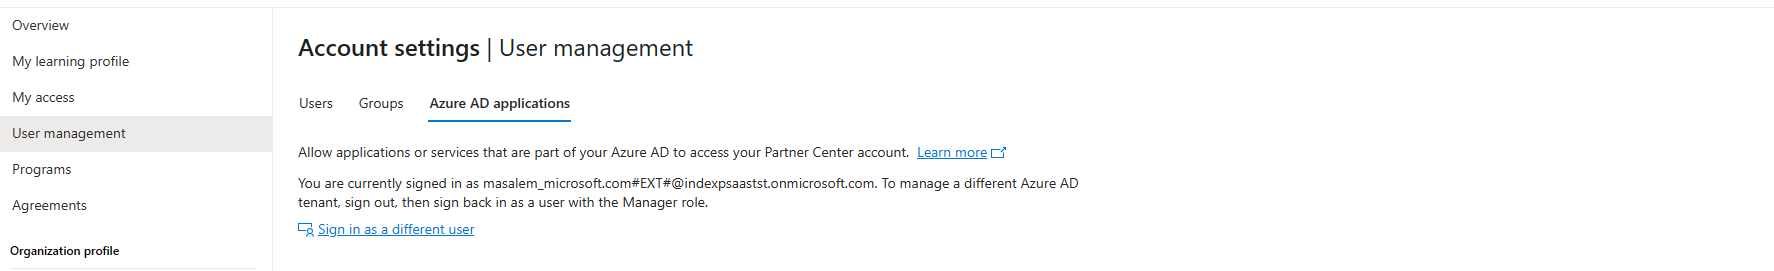 Overview
My learning profile
My access
User management
Programs
Agreements
Organization profile
Account settings | User management
Users Groups Azure AD applications
Allow applications or services that are part of your Azure AD to access your Partner Center account. Learn more
You are currently signed in as masalem_microsoft.com#EXT#@indexpsaastst.onmicrosoft.com. To manage a different Azure AD
tenant, sign out, then sign back in as a user with the Manager role.
Sign in as a different user